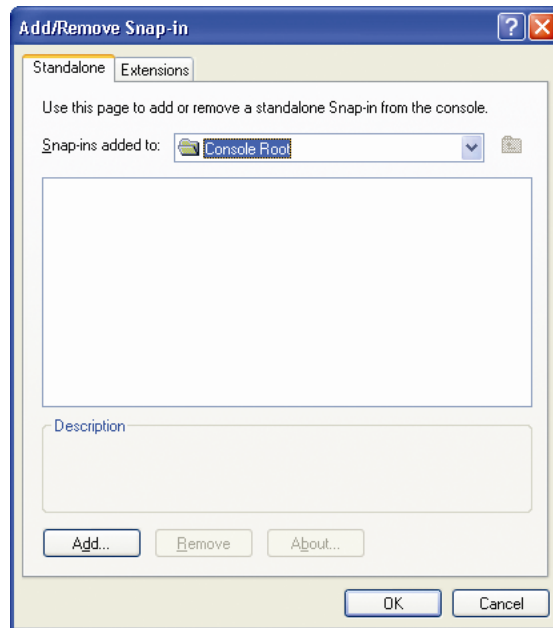 Add/Remove Snap-in
?
Standalone Extensions
Use this page to add or remove a standalone Snap-in from the console.
Snap-ins added to: Console Root
Description
Add... Remove About...
OK Cancel